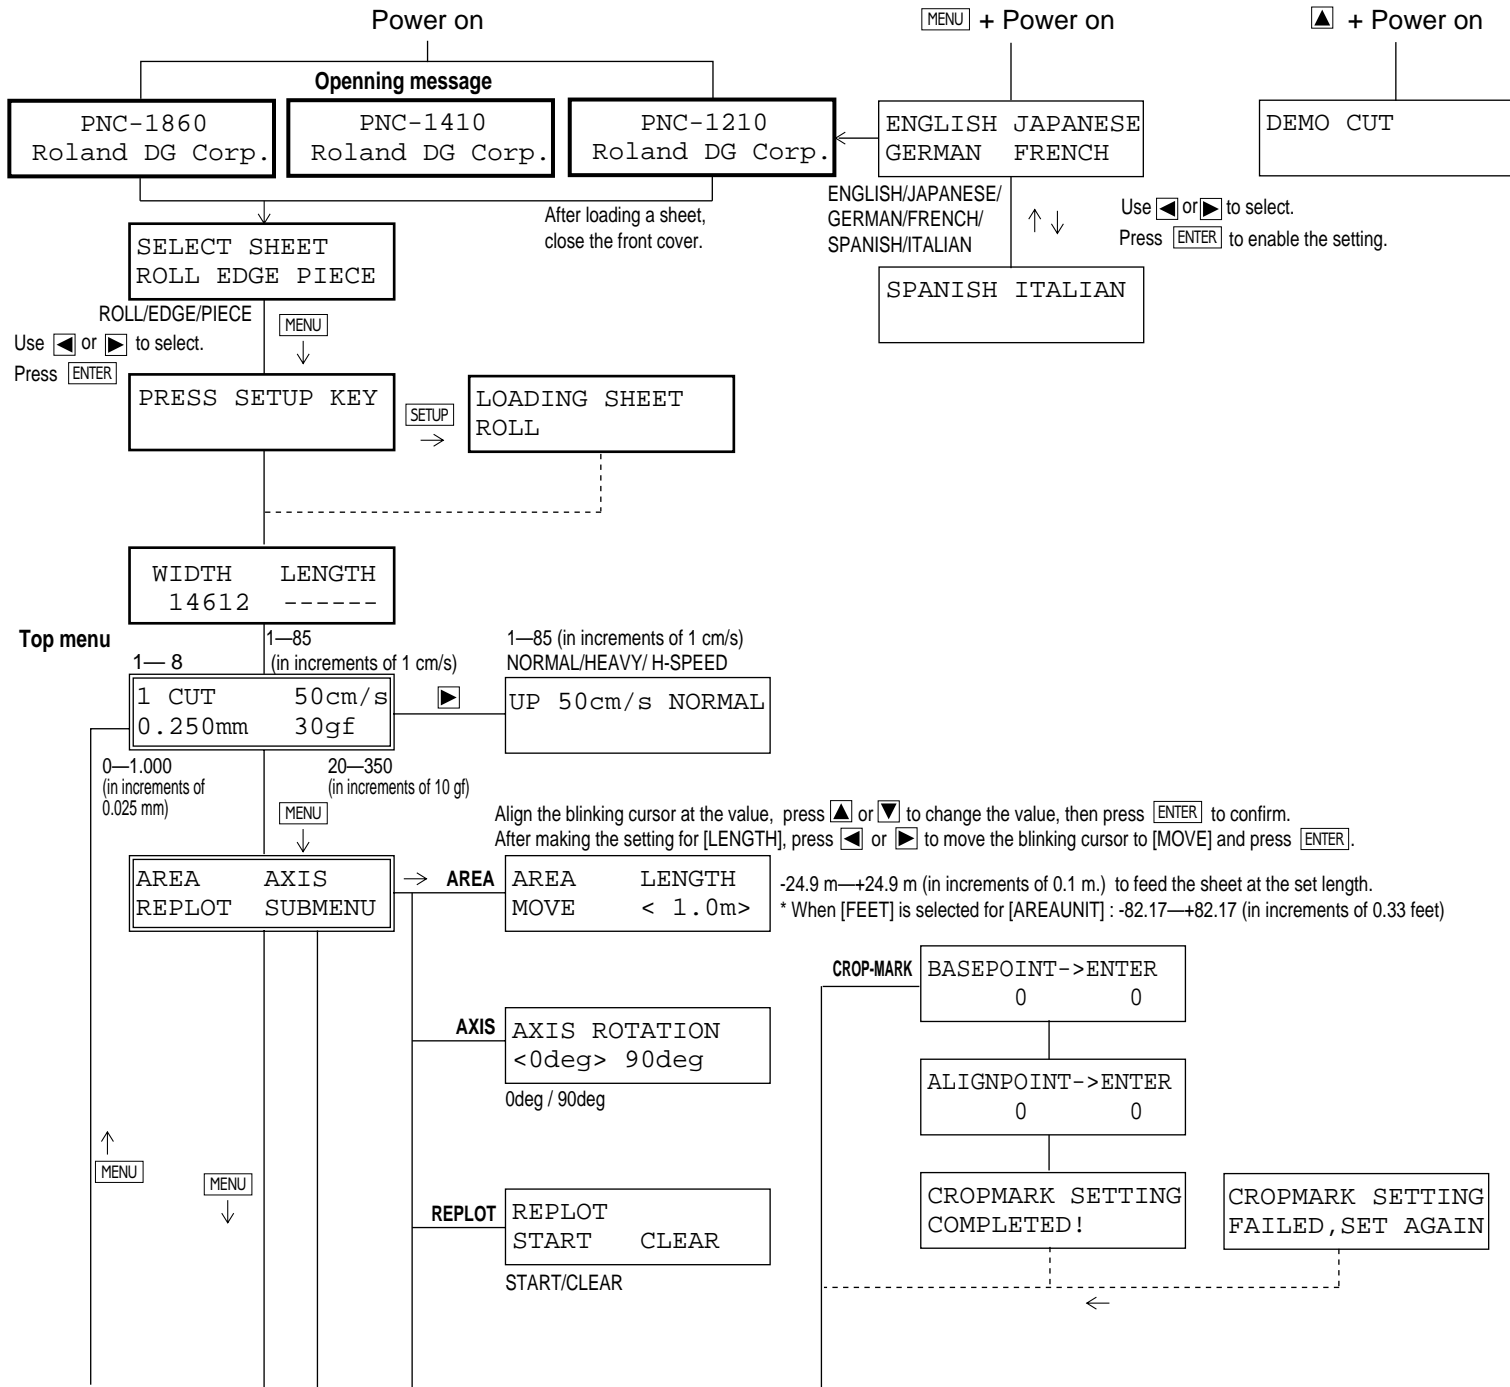 Power on
MENU + Power on
+ Power on
Openning message
PNC-1860
Roland DG Corp.
PNC-1410
Roland DG Corp.
PNC-1210
Roland DG Corp.
ENGLISH JAPANESE
GERMAN FRENCH
DEMO CUT
ENGLISH/JAPANESE/
GERMAN/FRENCH/
SPANISH/ITALIAN
Use or to select.
Press ENTER to enable the setting.
After loading a sheet,
close the front cover.
SELECT SHEET
ROLL EDGE PIECE
SPANISH ITALIAN
ROLL/EDGE/PIECE
MENU
Use or to select.
Press ENTER
PRESS SETUP KEY
SETUP
LOADING SHEET
ROLL
WIDTH LENGTH
14612 ------
Top menu
1— 8
1—85
(in increments of 1 cm/s)
1—85 (in increments of 1 cm/s)
NORMAL/HEAVY/ H-SPEED
1 CUT 50cm/s
0.250mm 30gf
UP 50cm/s NORMAL
0—1.000
(in increments of
0.025 mm)
20—350
(in increments of 10 gf)
MENU
Align the blinking cursor at the value, press or to change the value, then press ENTER to confirm.
After making the setting for [LENGTH], press or to move the blinking cursor to [MOVE] and press ENTER.
AREA AXIS
REPLOT SUBMENU
AREA
AREA LENGTH
MOVE < 1.0m>
-24.9 m—+24.9 m (in increments of 0.1 m.) to feed the sheet at the set length.
* When [FEET] is selected for [AREAUNIT] : -82.17—+82.17 (in increments of 0.33 feet)
CROP-MARK
BASEPOINT->ENTER
0 0
AXIS
AXIS ROTATION
<0deg> 90deg
0deg / 90deg
ALIGNPOINT->ENTER
0 0
MENU
MENU
REPLOT
REPLOT
START CLEAR
START/CLEAR
CROPMARK SETTING
COMPLETED!
CROPMARK SETTING
FAILED,SET AGAIN